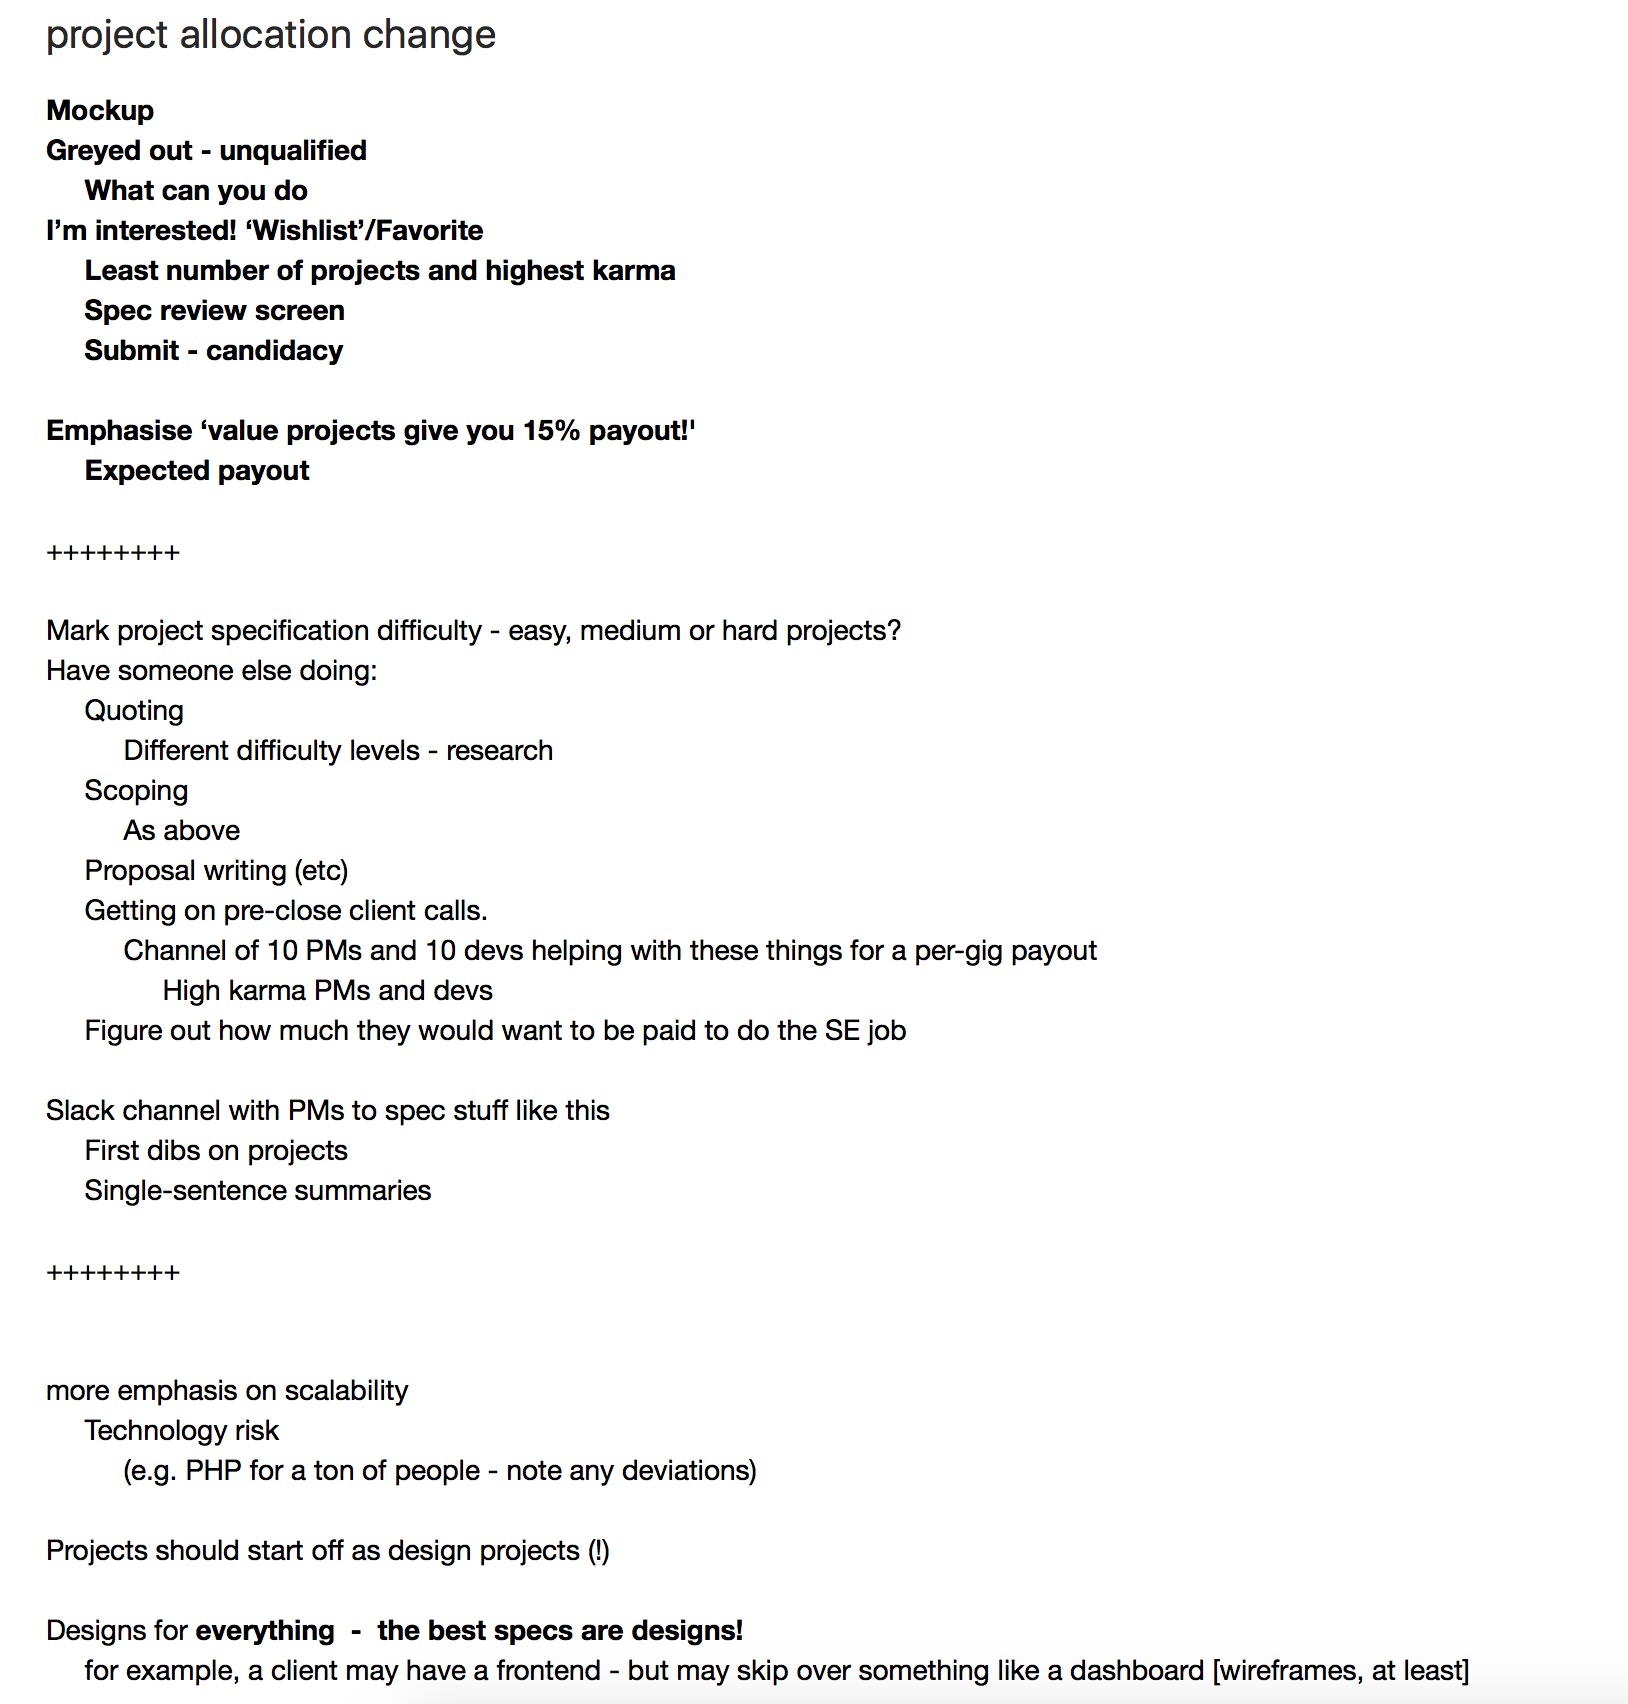 project allocation change
Mockup
Greyed out - unqualified
What can you do
I’m interested! ‘Wishlist’/Favorite
Least number of projects and highest karma
Spec review screen
Submit - candidacy
Emphasise ‘value projects give you 15% payout!'
Expected payout
++++++++
Mark project specification difficulty - easy, medium or hard projects?
Have someone else doing:
Quoting
Different difficulty levels - research
Scoping
As above
Proposal writing (etc)
Getting on pre-close client calls.
Channel of 10 PMs and 10 devs helping with these things for a per-gig payout
High karma PMs and devs
Figure out how much they would want to be paid to do the SE job
Slack channel with PMs to spec stuff like this
First dibs on projects
Single-sentence summaries
++++++++
more emphasis on scalability
Technology risk
(e.g. PHP for a ton of people - note any deviations)
Projects should start off as design projects (!)
Designs for everything  -  the best specs are designs!
for example, a client may have a frontend - but may skip over something like a dashboard [wireframes, at least]